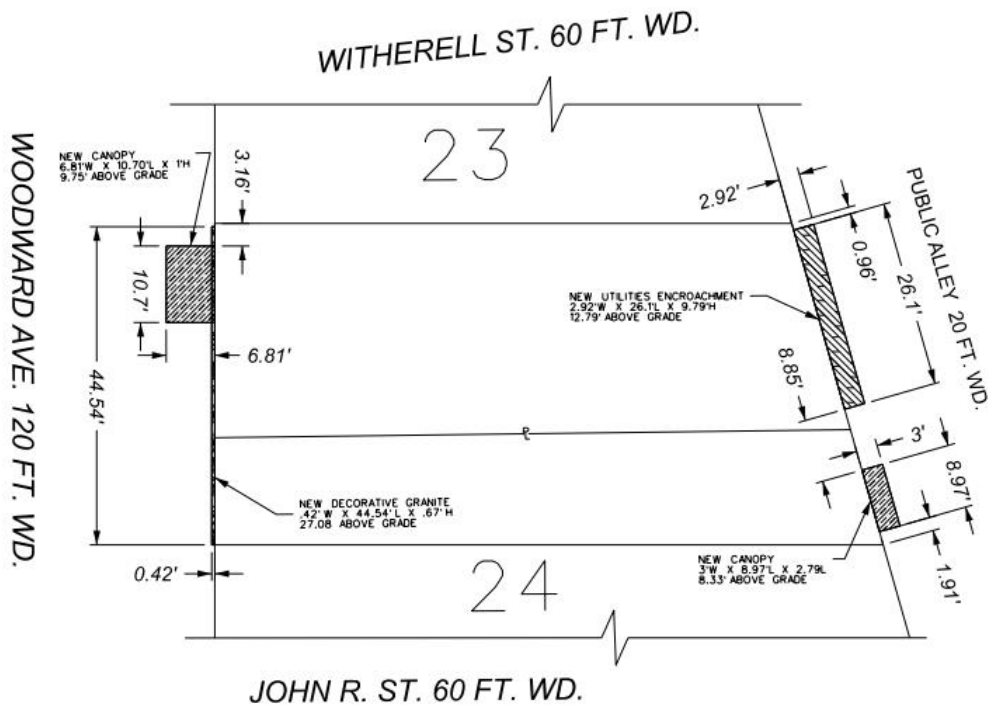 WITHERELL ST. 60 FT. WD.
WOODWARD AVE. 120 FT. WD.
NEW CANOPY
6.81'W X 10.70'L X 1'H
9.75' ABOVE GRADE
3.16'
23
2.92'
PUBLIC ALLEY 20 FT. WD.
0.96'
26.1'
10.7'
6.81'
44.54'
NEW UTILITIES ENCROACHMENT
2.92'W X 26.1'L X 9.79'H
12.79' ABOVE GRADE
8.85'
3'
8.97'
NEW DECORATIVE GRANITE
.42' W X 44.54' L X .67' H
27.08 ABOVE GRADE
NEW CANOPY
3'W X 8.97'L X 2.79L
8.33' ABOVE GRADE
1.91'
0.42'
24
JOHN R. ST. 60 FT. WD.